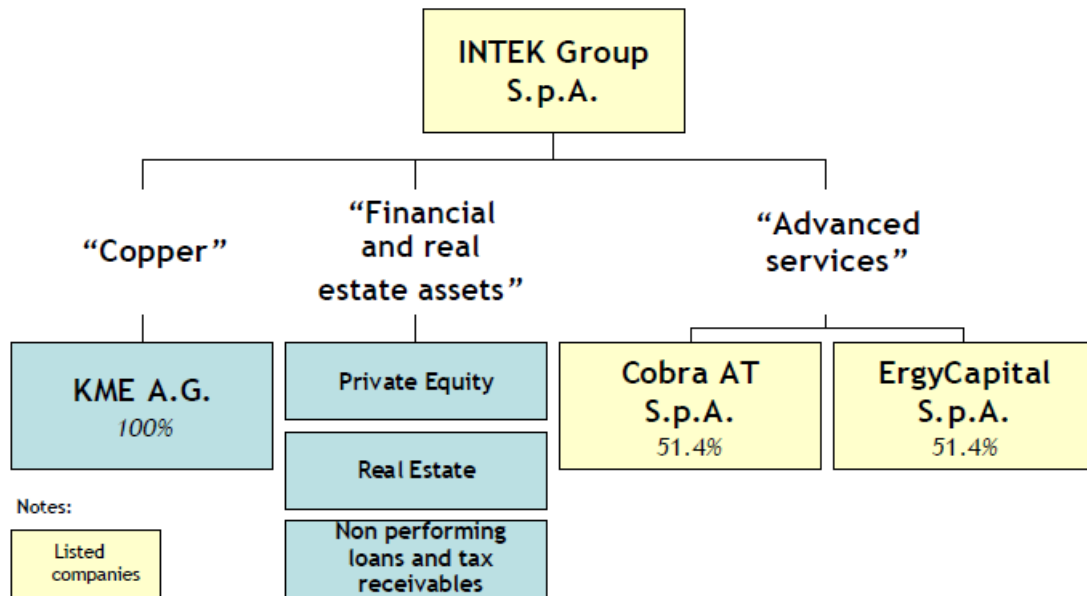 INTEK Group
S.p.A.
“Copper”
“Financial
and real
estate assets”
“Advanced
services”
KME A.G.
100%
Private Equity
Real Estate
Non performing
loans and tax
receivables
Cobra AT
S.p.A.
51.4%
ErgyCapital
S.p.A.
51.4%
Notes:
Listed
companies